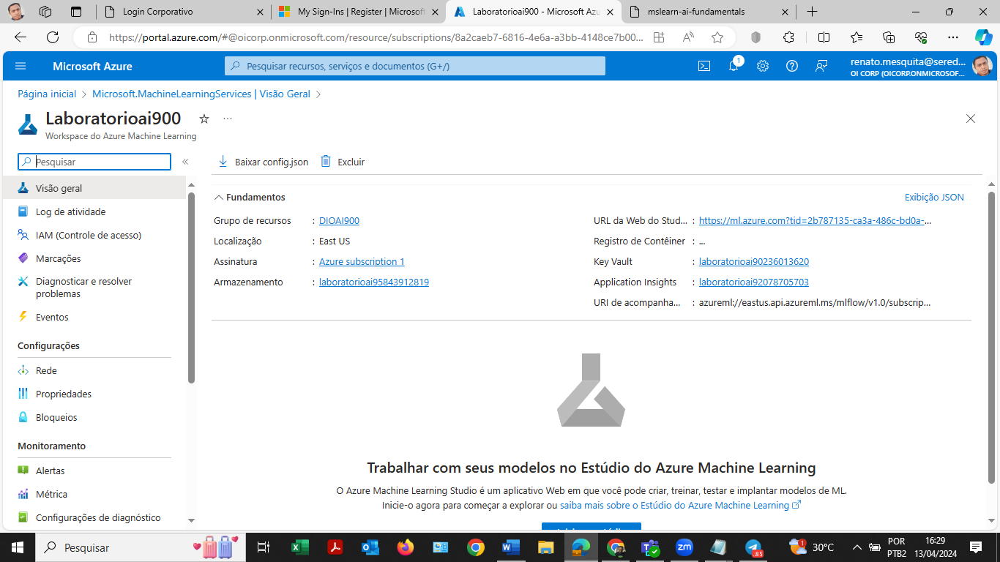 Login Corporativo
My Sign-Ins | Register | Microsoft
Laboratorioai900 - Microsoft Azu
mslearn-ai-fundamentals
https://portal.azure.com/#@oicorp.onmicrosoft.com/resource/subscriptions/8a2caeb7-6816-4e6a-a3bb-4148ce7b00...
Microsoft Azure
Pesquisar recursos, serviços e documentos (G+/)
1
renato.mesquita@sered...
OI CORP (OICORP.ONMICROSOF...
Página inicial > Microsoft.MachineLearningServices | Visão Geral >
Laboratorioai900
Workspace do Azure Machine Learning
Pesquisar
«
Baixar config.json
Excluir
Visão geral
Log de atividade
IAM (Controle de acesso)
Marcações
Diagnosticar e resolver
problemas
Eventos
Configurações
Rede
Propriedades
Bloqueios
Monitoramento
Alertas
Métrica
Configurações de diagnóstico
Fundamentos
Exibição JSON
Grupo de recursos : DIOAI900
Localização : East US
Assinatura : Azure subscription 1
Armazenamento : laboratorioai95843912819
URL da Web do Stud... : https://ml.azure.com?tid=2b787135-ca3a-486c-bd0a-...
Registro de Contêiner : ...
Key Vault : laboratorioai90236013620
Application Insights : laboratorioai92078705703
URI de acompanha... : azureml://eastus.api.azureml.ms/mlflow/v1.0/subscrip...
Trabalhar com seus modelos no Estúdio do Azure Machine Learning
O Azure Machine Learning Studio é um aplicativo Web em que você pode criar, treinar, testar e implantar modelos de ML.
Inicie-o agora para começar a explorar ou saiba mais sobre o Estúdio do Azure Machine Learning
Pesquisar
zm
85
1
30°C
POR
PTB2
16:29
13/04/2024